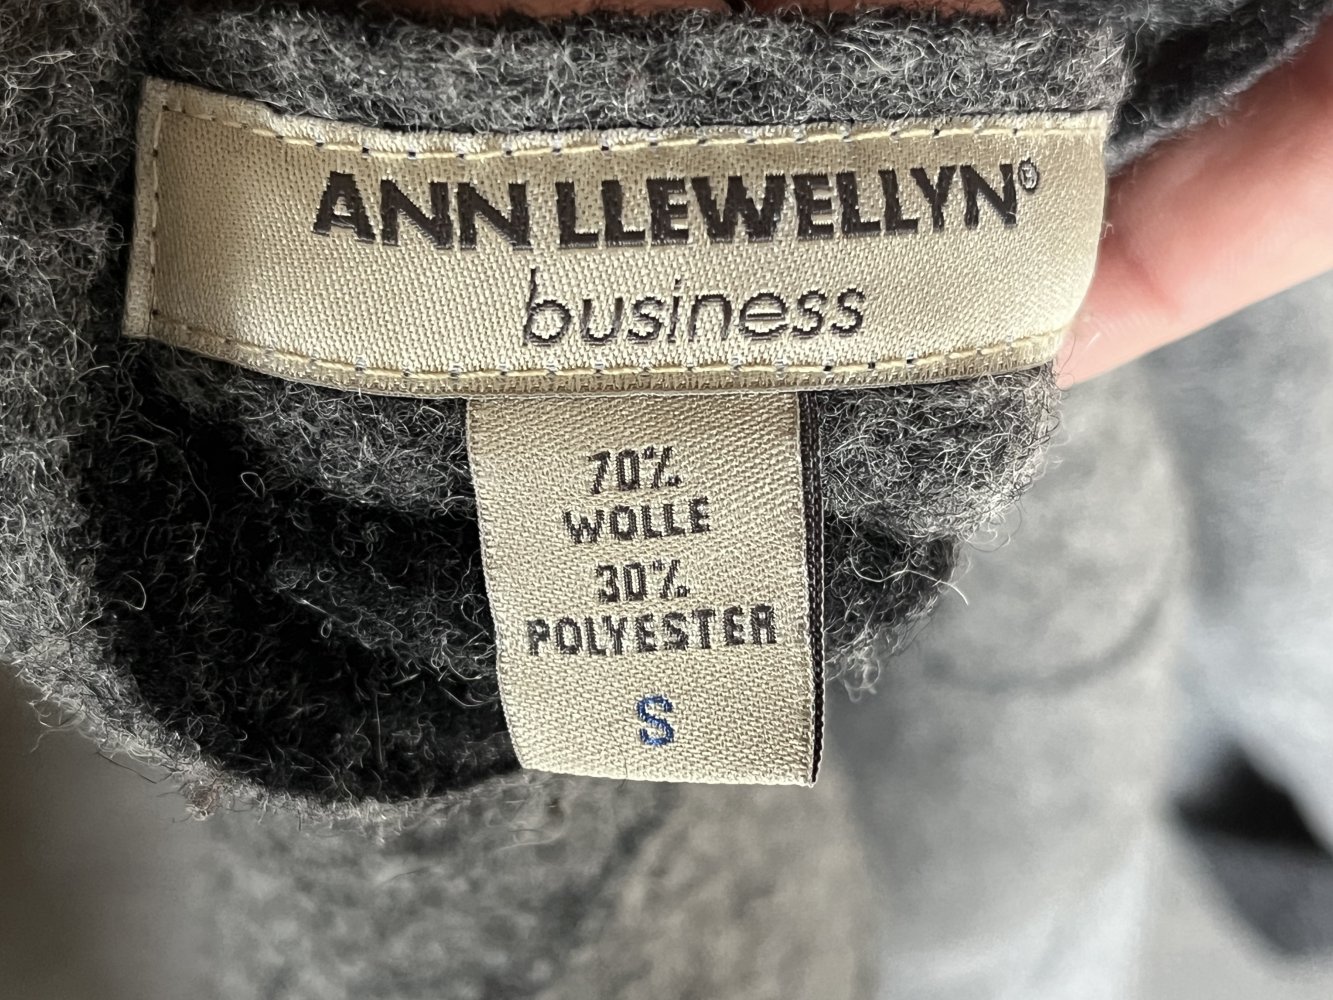 ANN LLEWELLYN®
business
70%
WOLLE
30%
POLYESTER
S